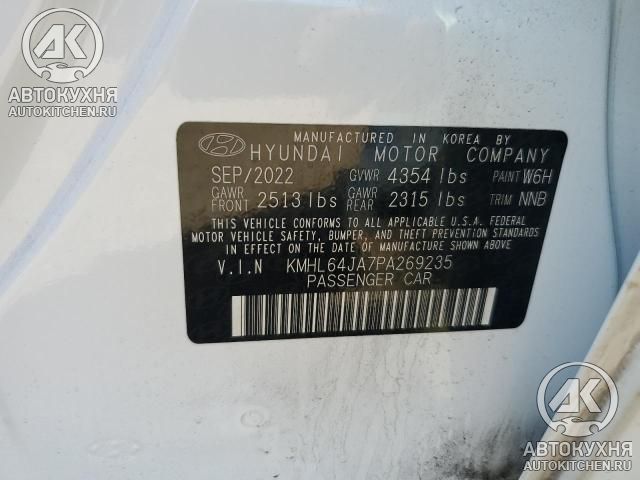 АК
АВТОКУХНЯ
AUTOKITCHEN.RU
MANUFACTURED IN KOREA BY
HYUNDAI MOTOR COMPANY
SEP/2022 GVWR 4354 lbs PAINT W6H
GAWR FRONT 2513 lbs GAWR REAR 2315 lbs TRIM NNB
THIS VEHICLE CONFORMS TO ALL APPLICABLE U.S.A. FEDERAL
MOTOR VEHICLE SAFETY, BUMPER, AND THEFT PREVENTION
STANDARDS IN EFFECT ON THE DATE OF MANUFACTURE SHOWN ABOVE
V.I.N KMHL64JA7PA269235
PASSENGER CAR
АК
АВТОКУХНЯ
AUTOKITCHEN.RU